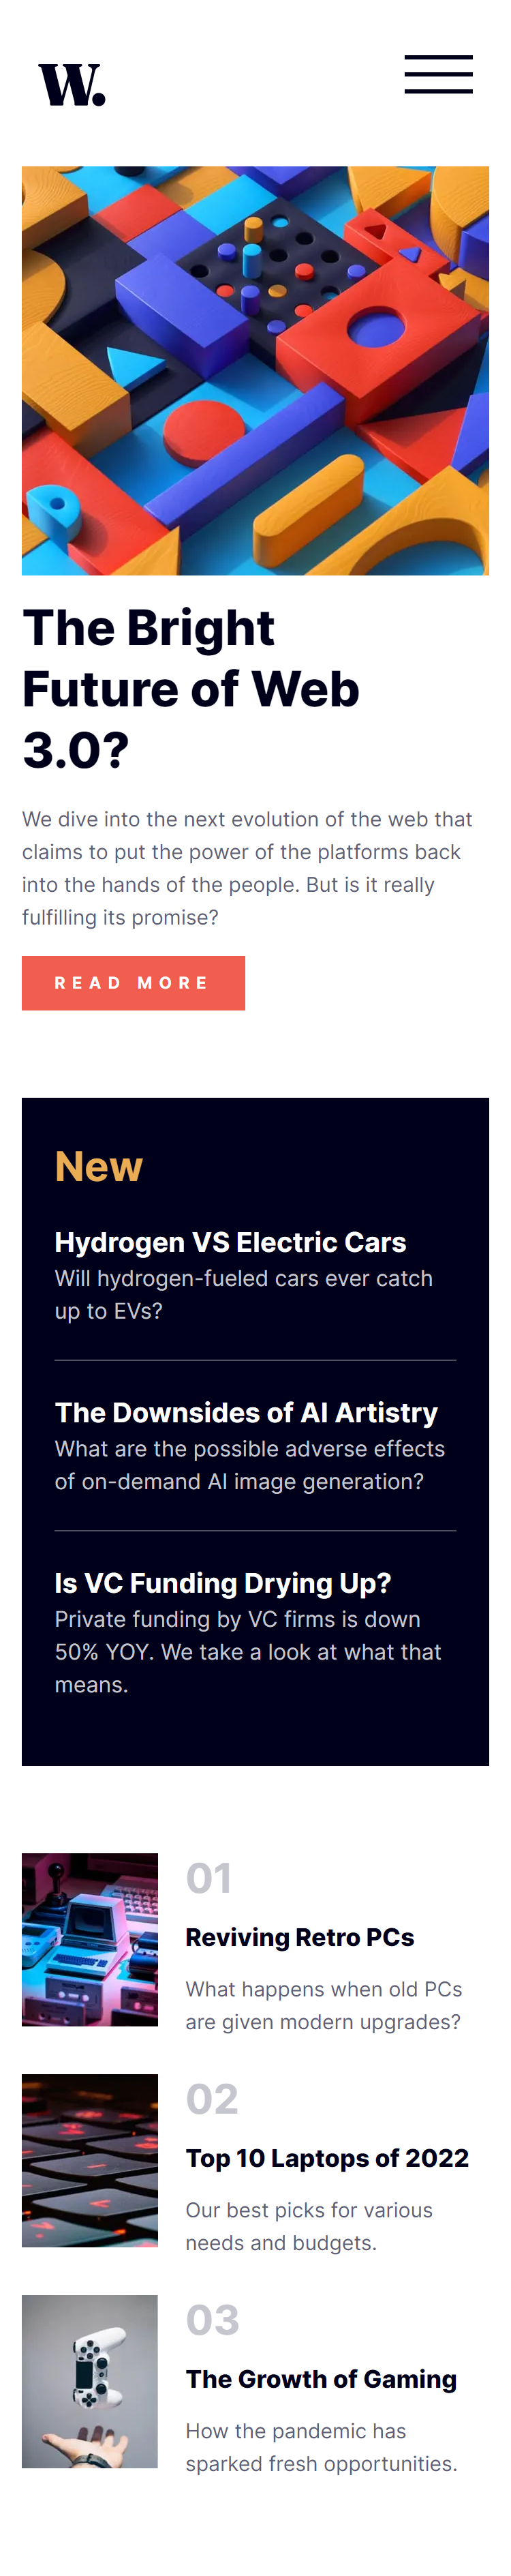 W.
The Bright
Future of Web
3.0?
We dive into the next evolution of the web that
claims to put the power of the platforms back
into the hands of the people. But is it really
fulfilling its promise?
READ MORE
New
Hydrogen VS Electric Cars
Will hydrogen-fueled cars ever catch
up to EVs?
The Downsides of AI Artistry
What are the possible adverse effects
of on-demand AI image generation?
Is VC Funding Drying Up?
Private funding by VC firms is down
50% YOY. We take a look at what that
means.
01
Reviving Retro PCs
What happens when old PCs
are given modern upgrades?
02
Top 10 Laptops of 2022
Our best picks for various
needs and budgets.
03
The Growth of Gaming
How the pandemic has
sparked fresh opportunities.